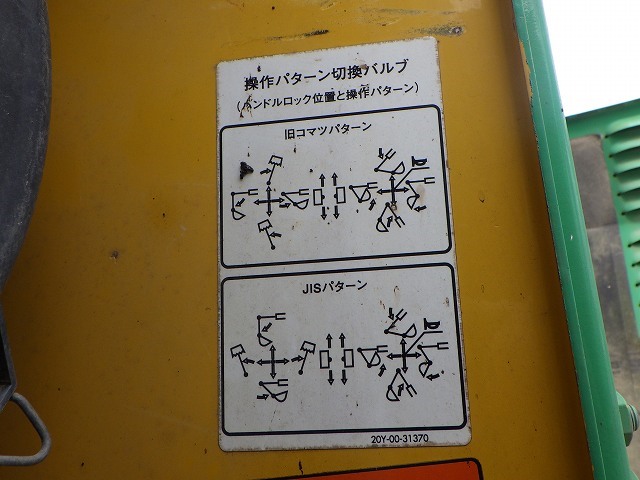 操作パターン切換バルブ
(ハンドルロック位置と操作パターン)
旧コマツパターン
JISパターン
20Y-00-31370